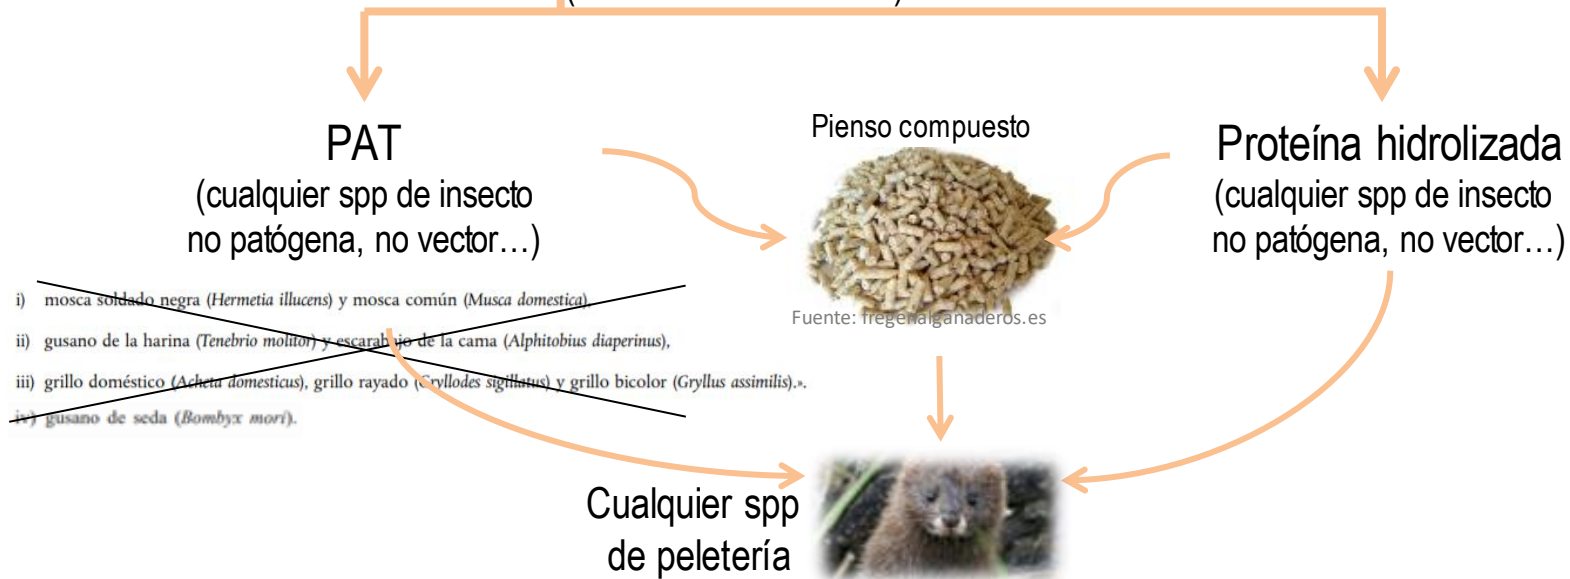 PAT
(cualquier spp de insecto
no patógena, no vector…)
Pienso compuesto
Fuente: fregenalganaderos.es
Proteína hidrolizada
(cualquier spp de insecto
no patógena, no vector…)
i) mosca soldado negra (Hermetia illucens) y mosca común (Musca domestica),
ii) gusano de la harina (Tenebrio molitor) y escarabajo de la cama (Alphitobius diaperinus),
iii) grillo doméstico (Acheta domesticus), grillo rayado (Gryllodes sigillatus) y grillo bicolor (Gryllus assimilis).».
iv) gusano de seda (Bombyx mori).
Cualquier spp
de peletería